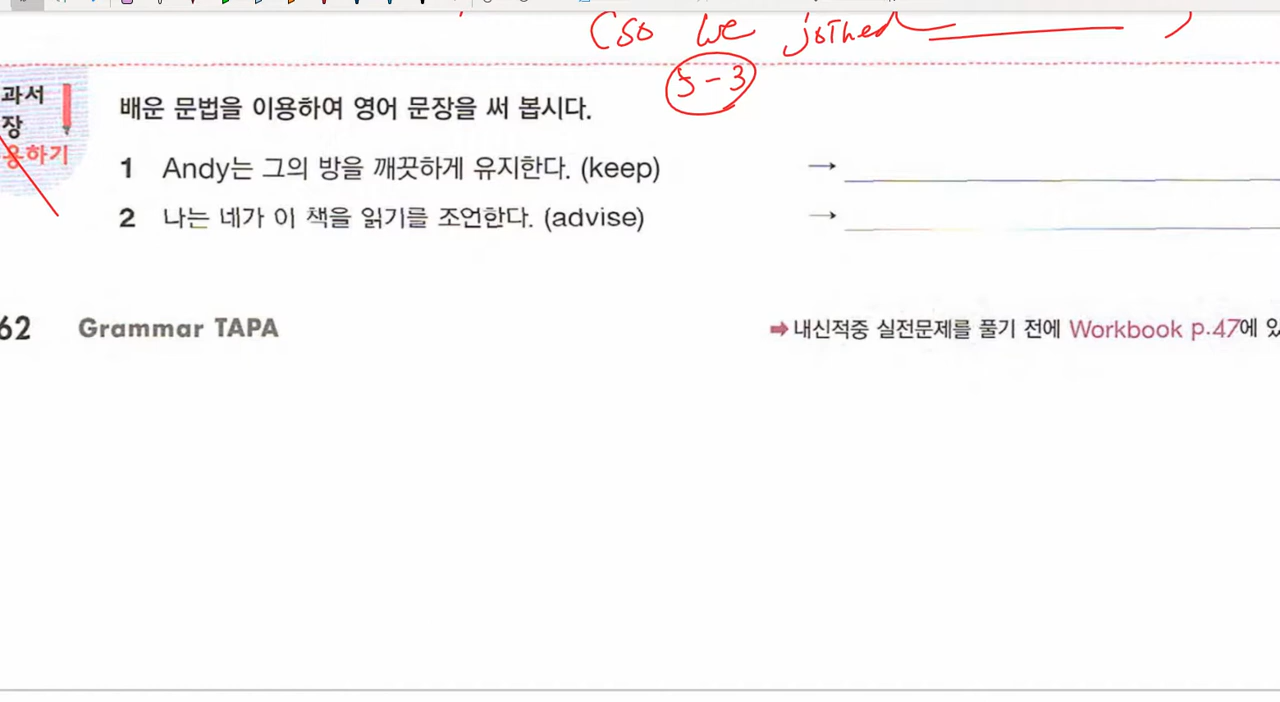 (so we joined ______ )
5-3
과서
장
용하기
배운 문법을 이용하여 영어 문장을 써 봅시다.
1 Andy는 그의 방을 깨끗하게 유지한다. (keep) →
2 나는 네가 이 책을 읽기를 조언한다. (advise) →
62 Grammar TAPA
➡ 내신적중 실전문제를 풀기 전에 Workbook p.47에 있